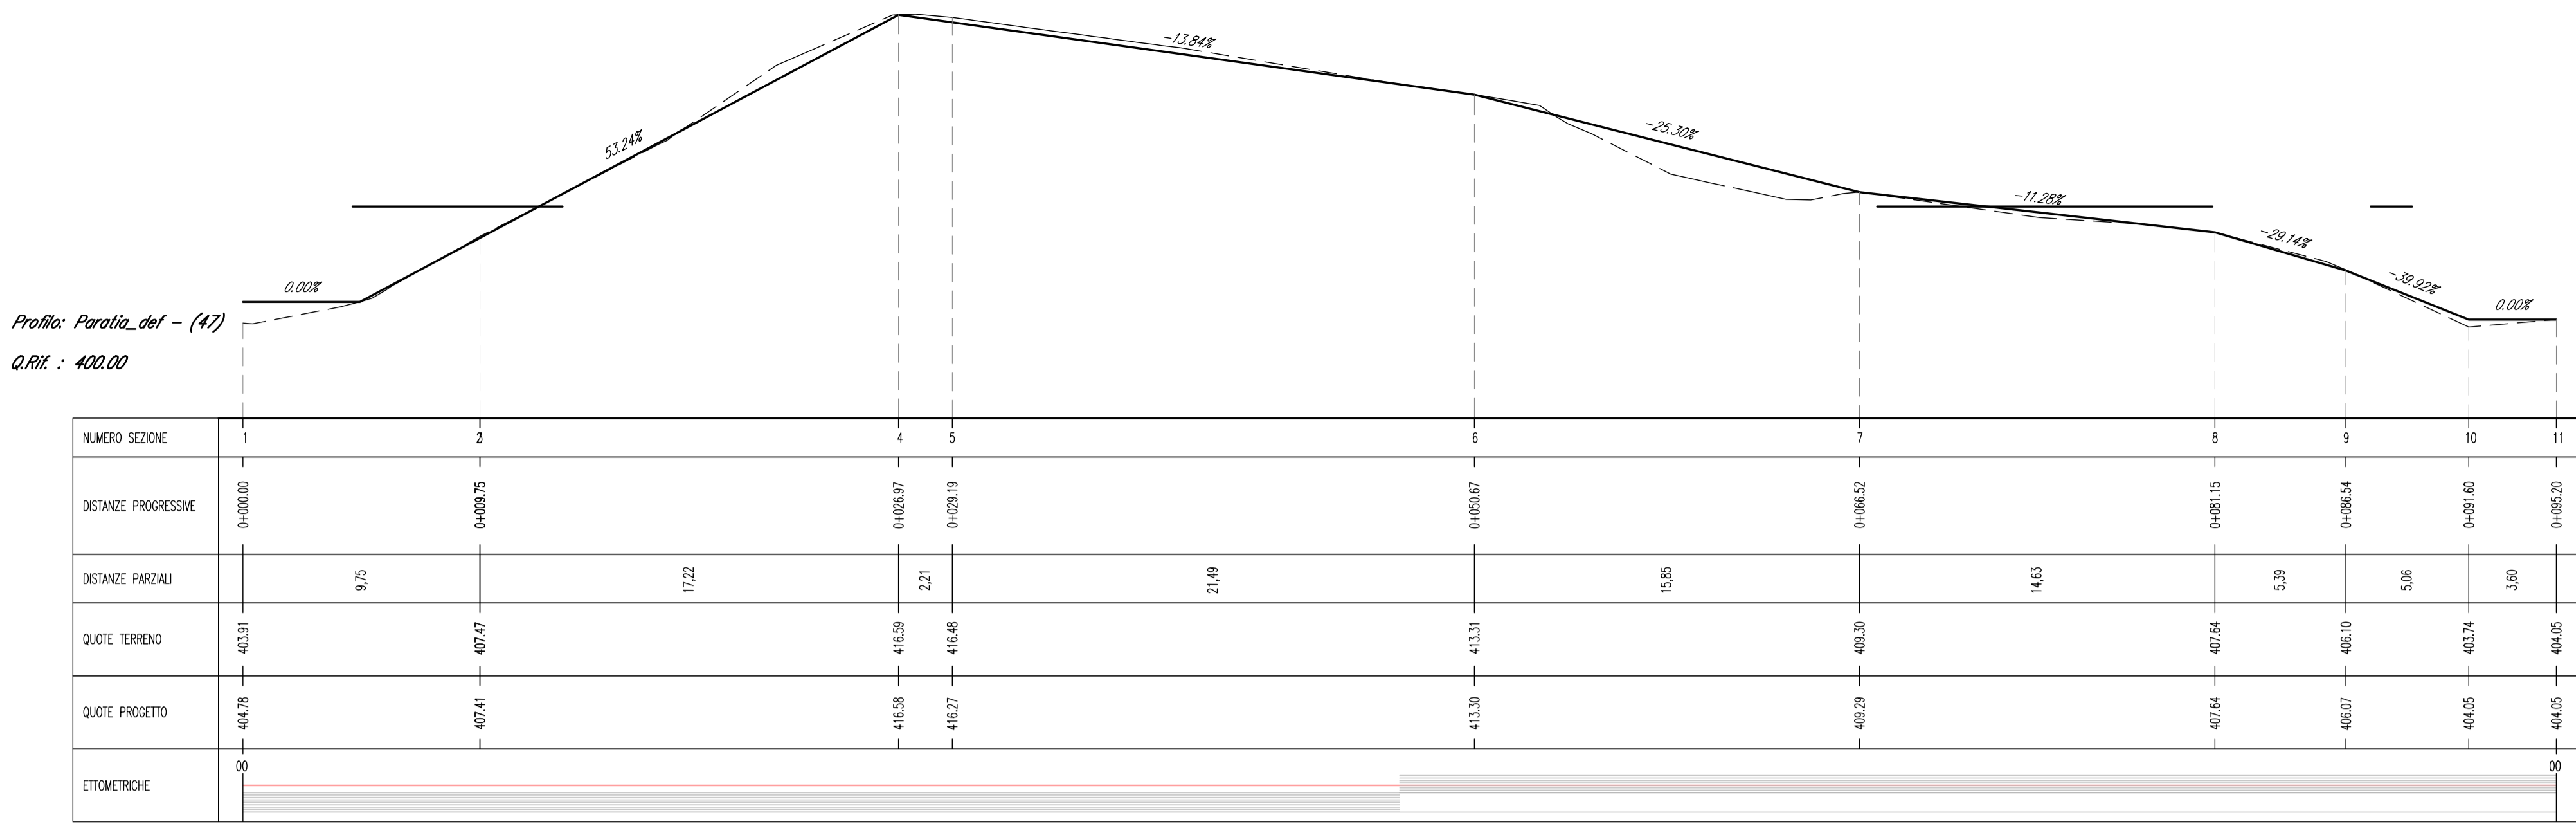 -13.84%
53.24%
-25.30%
-11.28%
-29.14%
-39.92%
0.00%
0.00%
Profilo: Paratia_def - (47)
Q.Rif. : 400.00
NUMERO SEZIONE 1 2 3 4 5 6 7 8 9 10 11
DISTANZE PROGRESSIVE 0+000.00 0+009.75 0+026.97 0+029.19 0+050.67 0+066.52 0+081.15 0+086.54 0+091.60 0+095.20
DISTANZE PARZIALI 9,75 17,22 2,21 21,49 15,85 14,63 5,39 5,06 3,60
QUOTE TERRENO 403.91 407.47 416.59 416.48 413.31 409.30 407.64 406.10 403.74 404.05
QUOTE PROGETTO 404.78 407.41 416.58 416.27 413.30 409.29 407.64 406.07 404.05 404.05
00 00
ETTOMETRICHE